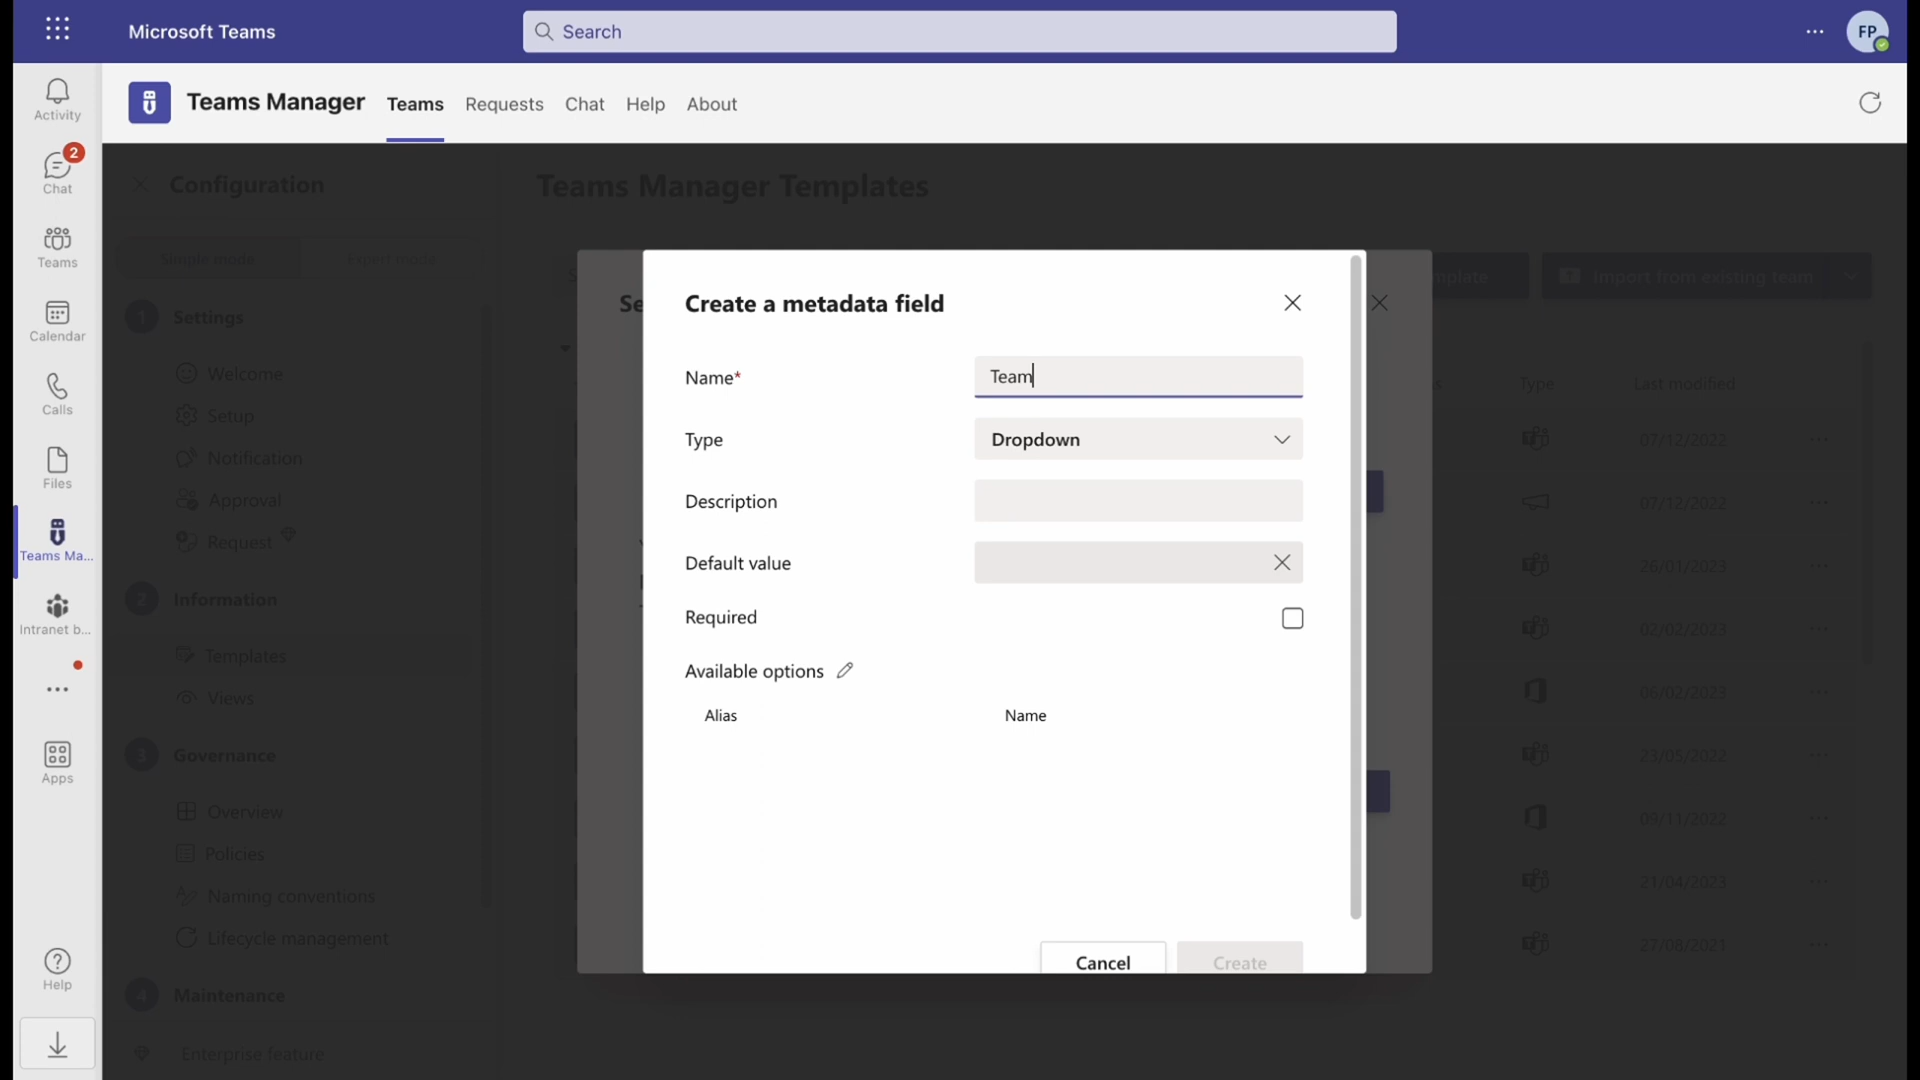 Microsoft Teams
Search
FP
Activity
2
Chat
Teams
Calendar
Calls
Files
Teams Ma...
Intranet b...
Apps
Help
Teams Manager
Teams
Requests
Chat
Help
About
Configuration
Simple mode
Expert mode
1 Settings
Welcome
Setup
Notification
Approval
Request
2 Information
Templates
Views
3 Governance
Overview
Policies
Naming conventions
Lifecycle management
4 Maintenance
Enterprise feature
Teams Manager Templates
Import from existing team
Type
Last modified
07/12/2022
07/12/2022
26/01/2023
02/02/2023
06/02/2023
23/05/2022
09/11/2022
21/04/2023
27/08/2021
Create a metadata field
Name*
Team
Type
Dropdown
Description
Default value
Required
Available options
Alias
Name
Cancel
Create